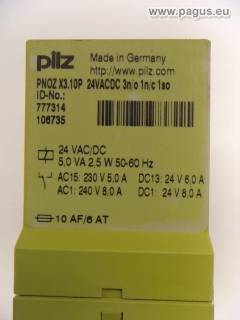 © www.pagus.eu
pilz
Made in Germany
http://www.pilz.com
PNOZ X3.10P 24VACDC 3n/o 1n/c 1so
ID-No.:
777314
106735
24 VAC/DC
5,0 VA 2,5 W 50-60 Hz
AC15: 230 V 5,0 A DC13: 24 V 6,0 A
AC1: 240 V 8,0 A DC1: 24 V 8,0 A
10 AF/6 AT